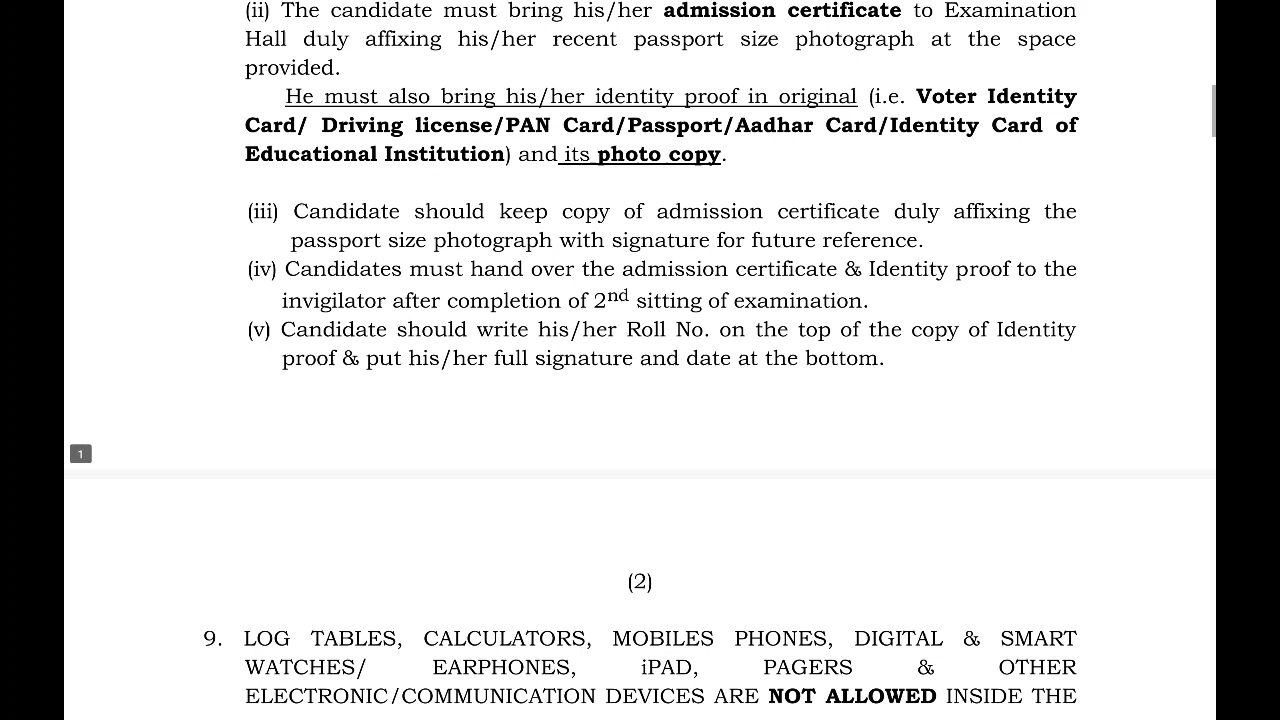 (ii) The candidate must bring his/her admission certificate to Examination
Hall duly affixing his/her recent passport size photograph at the space
provided.
He must also bring his/her identity proof in original (i.e. Voter Identity
Card/ Driving license/PAN Card/Passport/Aadhar Card/Identity Card of
Educational Institution) and its photo copy.
(iii) Candidate should keep copy of admission certificate duly affixing the
passport size photograph with signature for future reference.
(iv) Candidates must hand over the admission certificate & Identity proof to the
invigilator after completion of 2nd sitting of examination.
(v) Candidate should write his/her Roll No. on the top of the copy of Identity
proof & put his/her full signature and date at the bottom.
1
(2)
9. LOG TABLES, CALCULATORS, MOBILES PHONES, DIGITAL & SMART
WATCHES/ EARPHONES, iPAD, PAGERS & OTHER
ELECTRONIC/COMMUNICATION DEVICES ARE NOT ALLOWED INSIDE THE